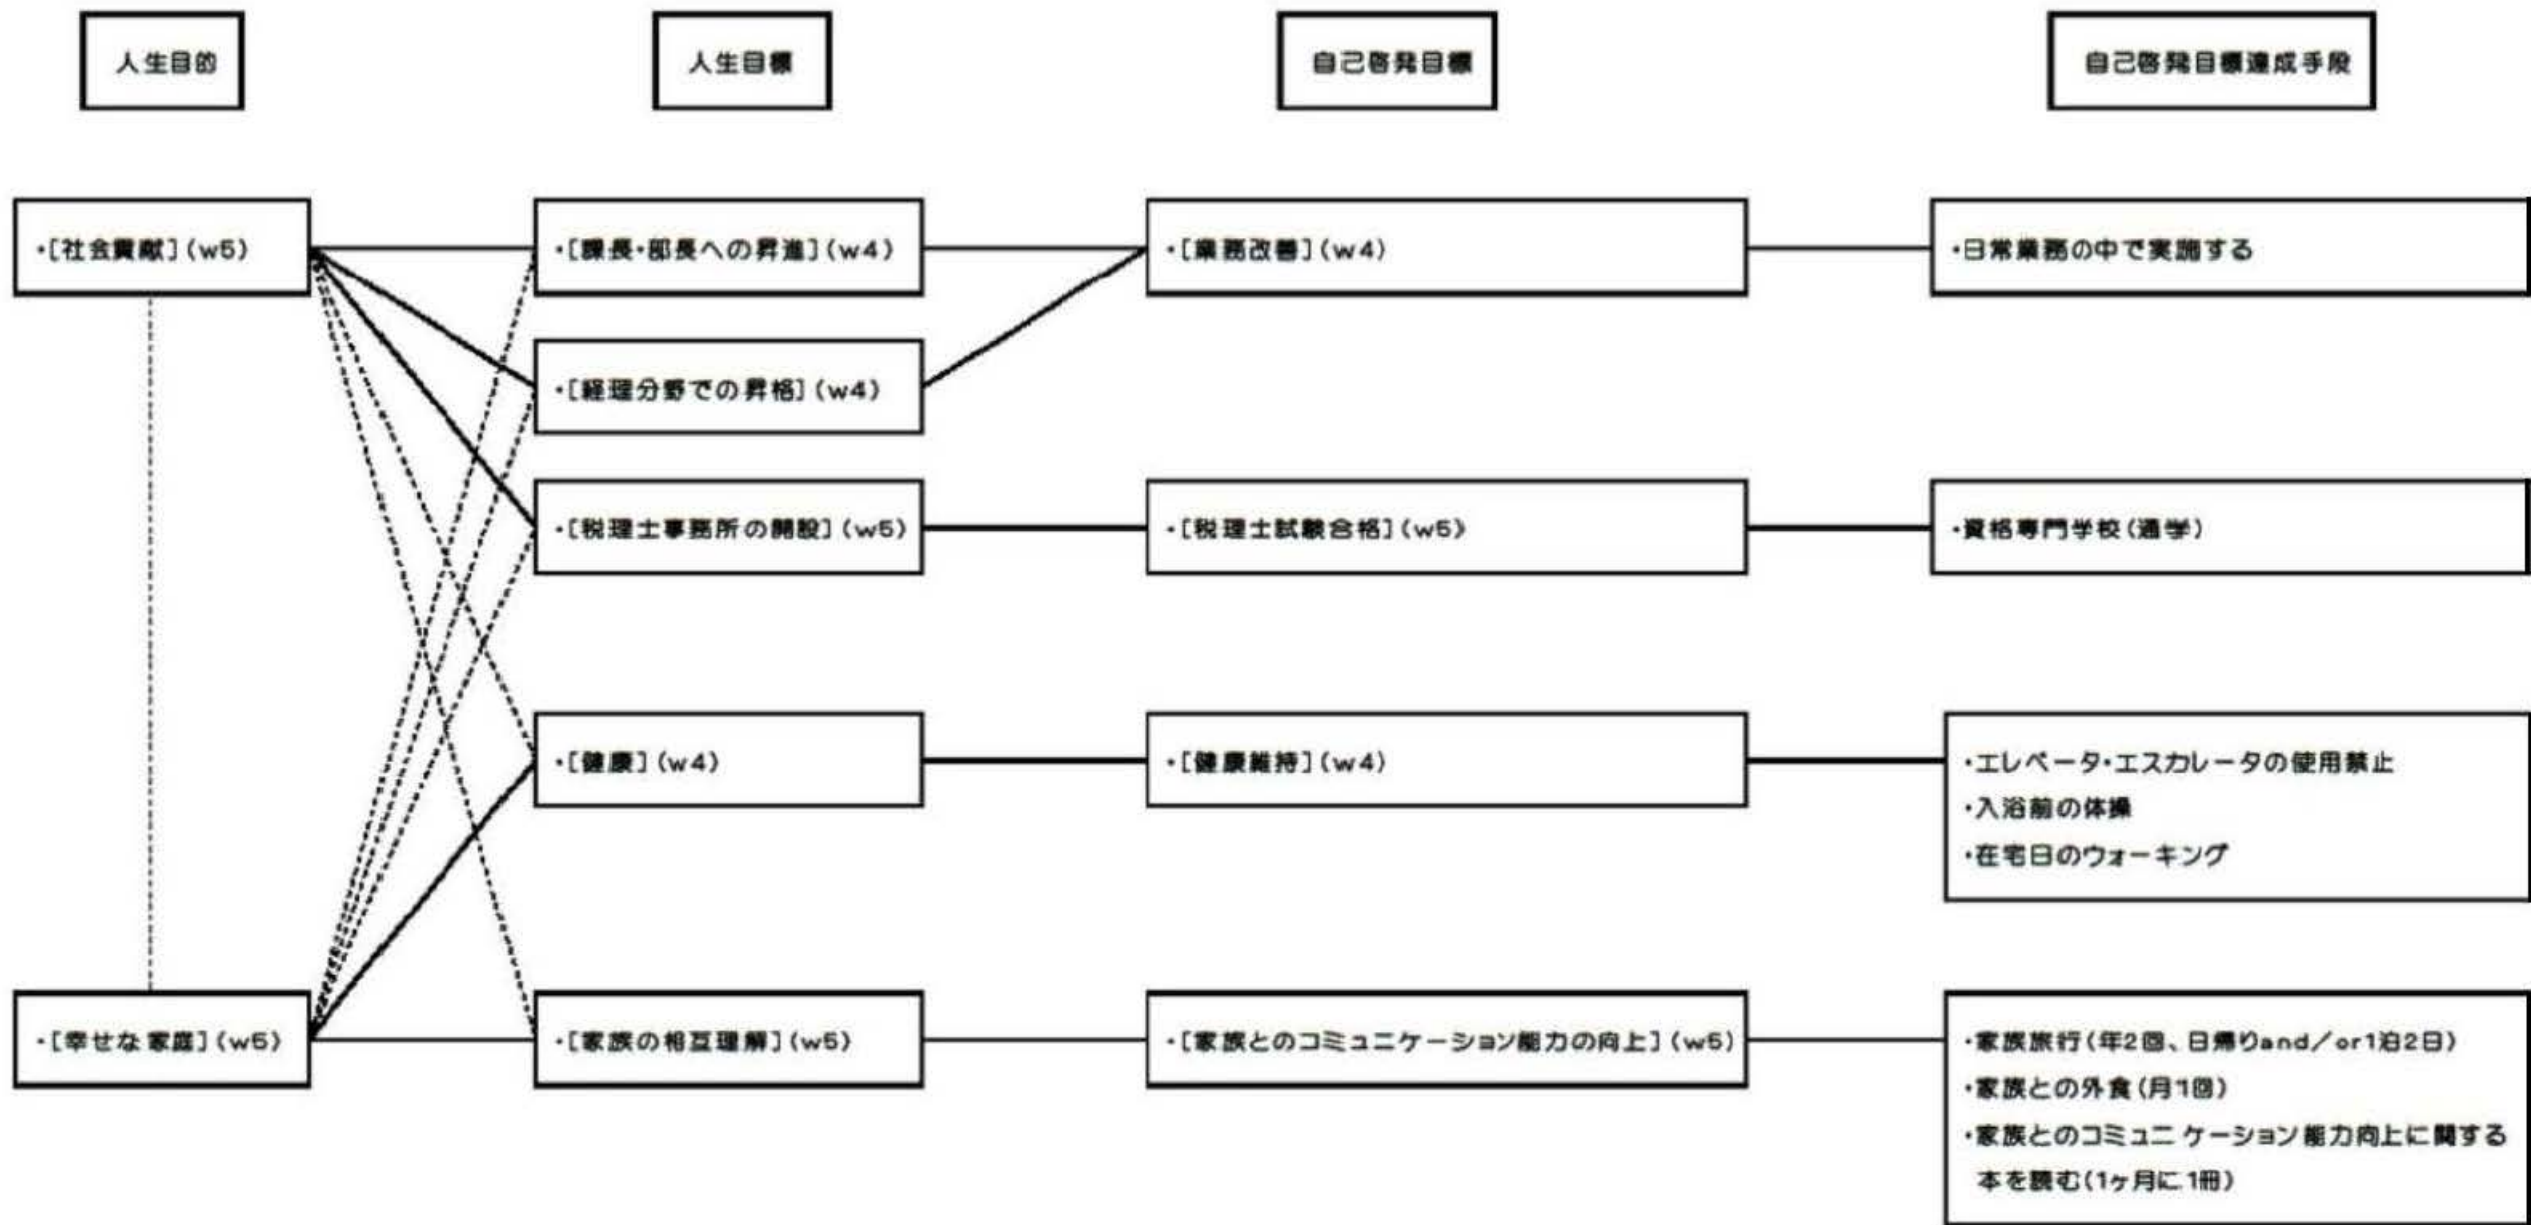 人生目的
人生目標
自己啓発目標
自己啓発目標達成手段
・[社会貢献](w5)
・[課長・部長への昇進](w4)
・[業務改善](w4)
・日常業務の中で実施する
・[経理分野での昇格](w4)
・[税理士事務所の開設](w5)
・[税理士試験合格](w5)
・資格専門学校(通学)
・[健康](w4)
・[健康維持](w4)
・エレベータ・エスカレータの使用禁止
・入浴前の体操
・在宅日のウォーキング
・[幸せな家庭](w5)
・[家族の相互理解](w5)
・[家族とのコミュニケーション能力の向上](w5)
・家族旅行(年2回、日帰りand/or1泊2日)
・家族との外食(月1回)
・家族とのコミュニケーション能力向上に関する
本を読む(1ヶ月に1冊)